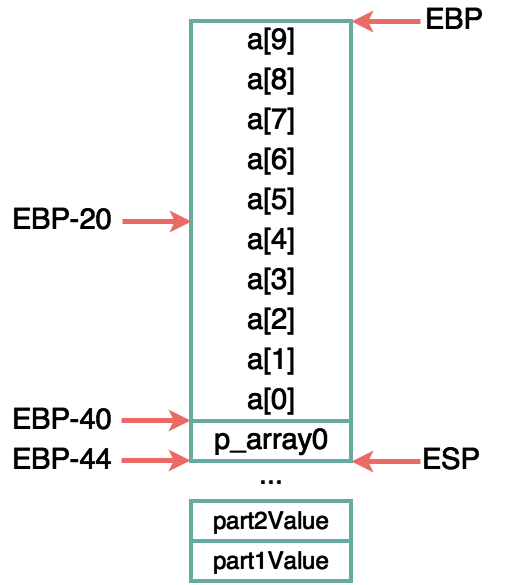 EBP
a[9]
a[8]
a[7]
a[6]
a[5]
EBP-20
a[4]
a[3]
a[2]
a[1]
a[0]
EBP-40
p_array0
EBP-44
ESP
...
part2Value
part1Value